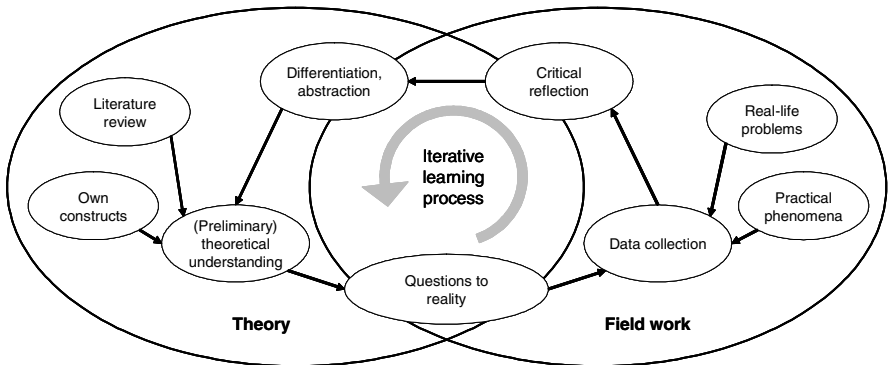 Differentiation,
abstraction
Critical
reflection
Literature
review
Real-life
problems
Iterative
learning
process
Own
constructs
Practical
phenomena
(Preliminary)
theoretical
understanding
Data collection
Questions to
reality
Theory
Field work